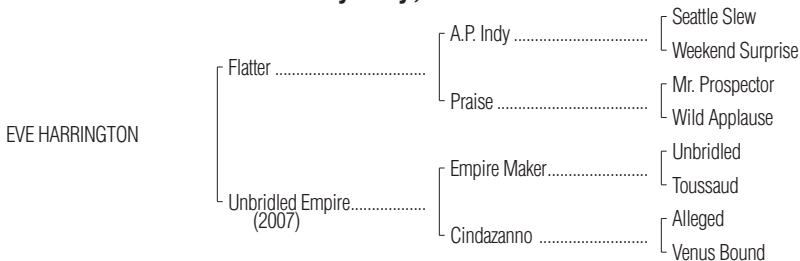 Seattle Slew
A.P. Indy
Weekend Surprise
Flatter
Mr. Prospector
Praise
Wild Applause
EVE HARRINGTON
Unbridled
Empire Maker
Toussaud
Unbridled Empire
(2007)
Alleged
Cindazanno
Venus Bound